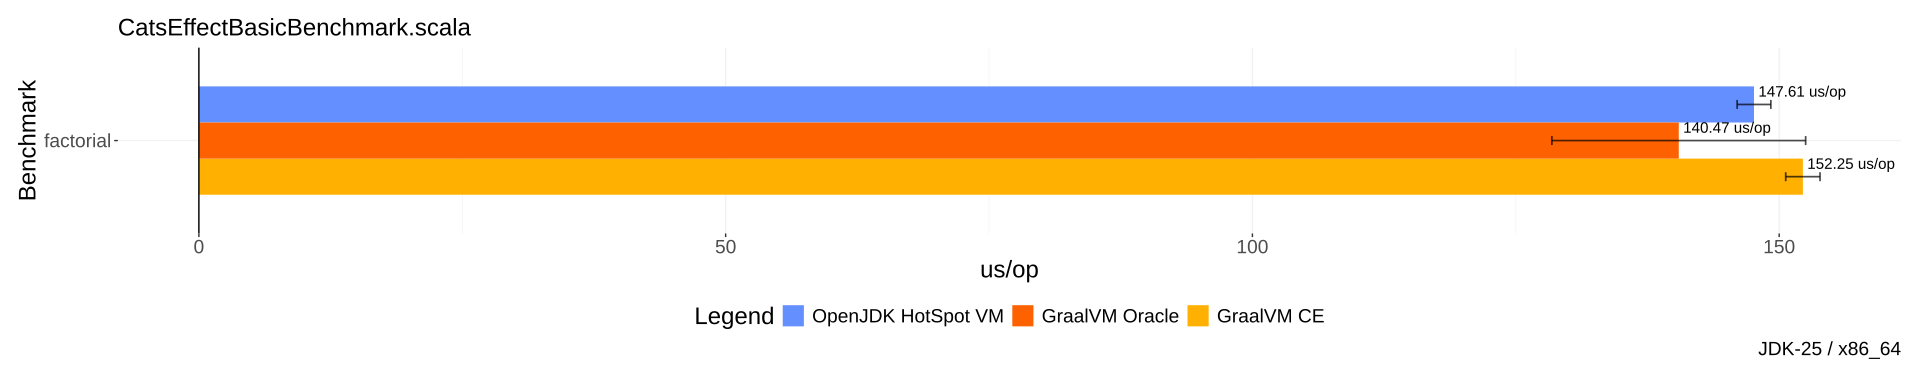 CatsEffectBasicBenchmark.scala
Benchmark
factorial
147.61 us/op
140.47 us/op
152.25 us/op
0 50 100 150
us/op
Legend OpenJDK HotSpot VM GraalVM Oracle GraalVM CE
JDK-25 / x86_64